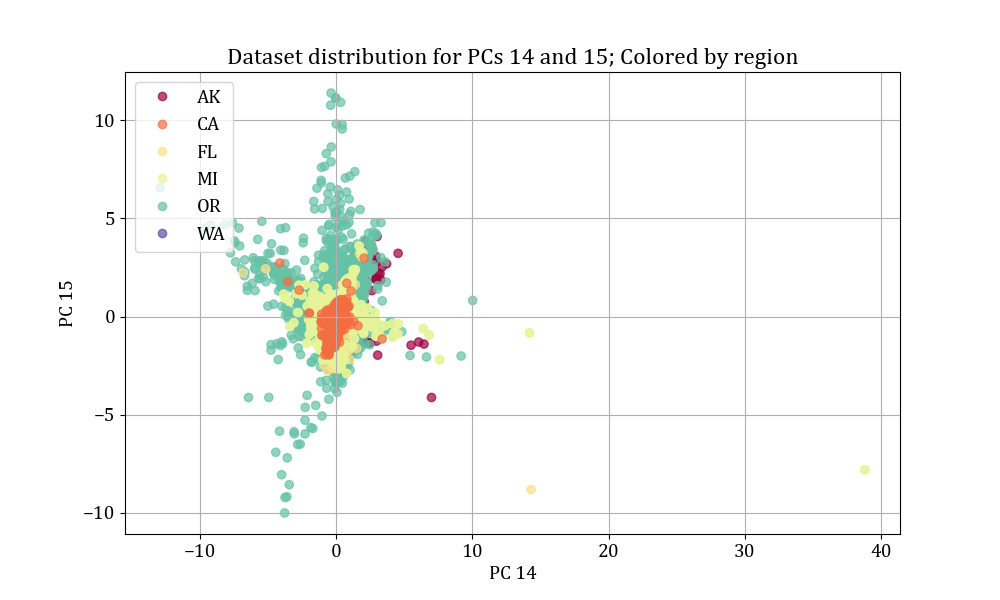 Dataset distribution for PCs 14 and 15; Colored by region
AK
CA
FL
MI
OR
WA
10
5
0
−5
−10
PC 15
−10
0
10
20
30
40
PC 14